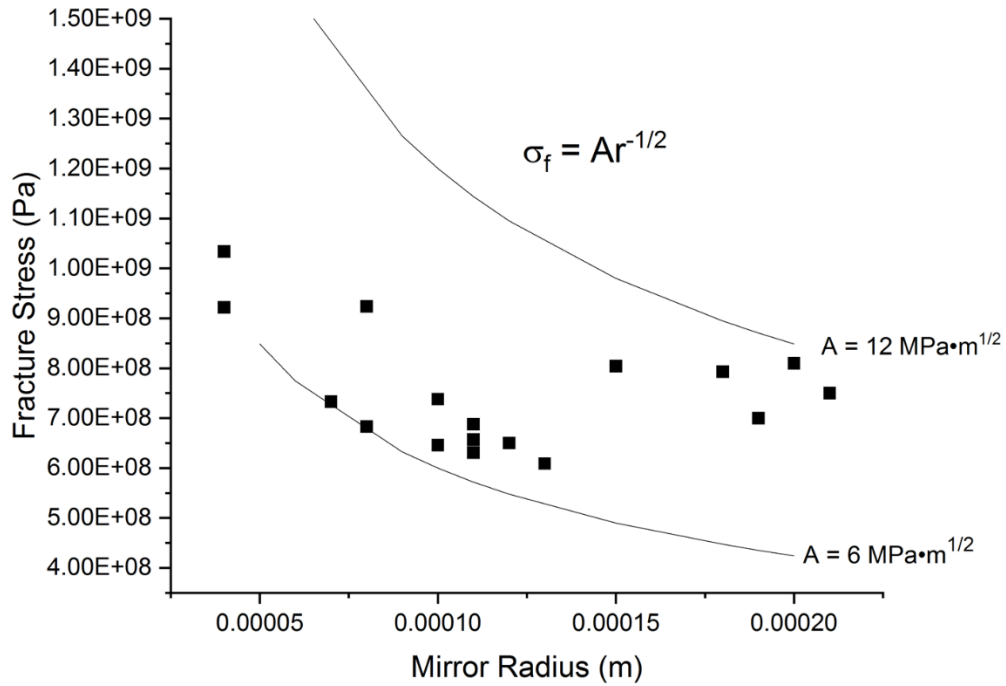 1.50E+09
1.40E+09
1.30E+09
1.20E+09
1.10E+09
1.00E+09
9.00E+08
8.00E+08
7.00E+08
6.00E+08
5.00E+08
4.00E+08
Fracture Stress (Pa)
σf = Ar-1/2
A = 12 MPa•m1/2
A = 6 MPa•m1/2
0.00005 0.00010 0.00015 0.00020
Mirror Radius (m)